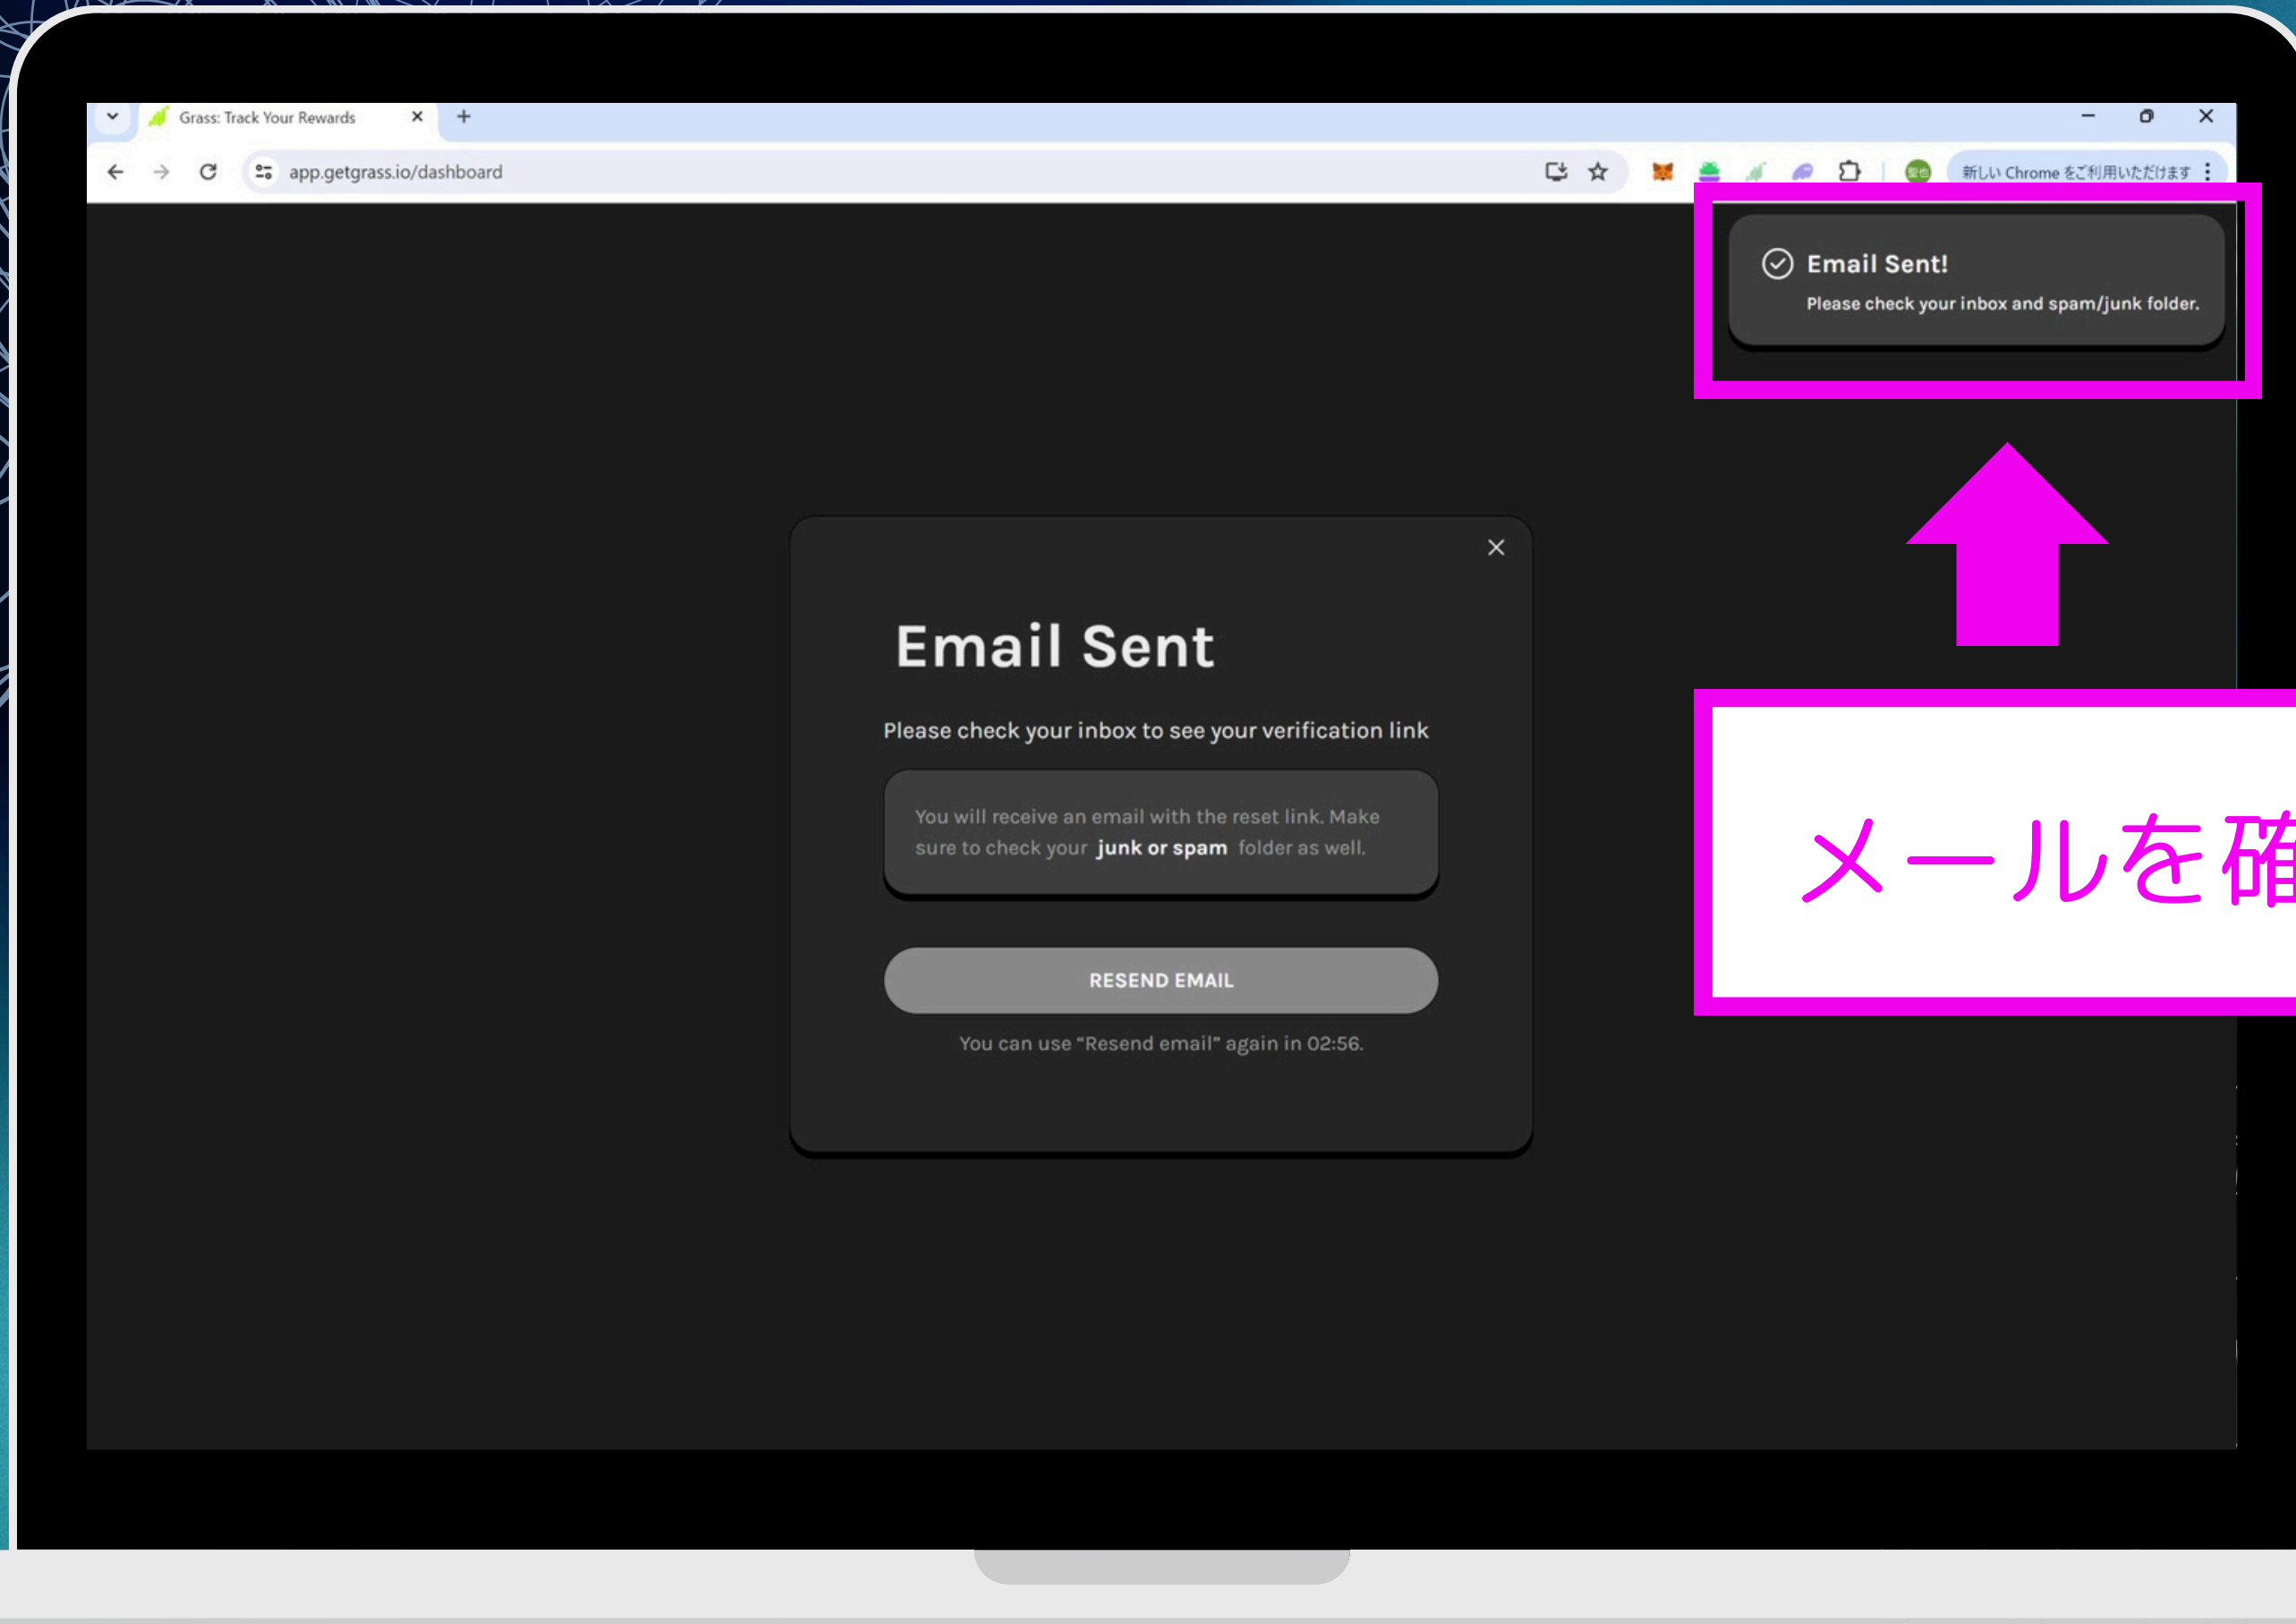 Grass: Track Your Rewards
app.getgrass.io/dashboard
新しい Chrome をご利用いただけます
Email Sent!
Please check your inbox and spam/junk folder.
Email Sent
Please check your inbox to see your verification link
You will receive an email with the reset link. Make
sure to check your junk or spam folder as well.
RESEND EMAIL
You can use “Resend email” again in 02:56.
メールを確